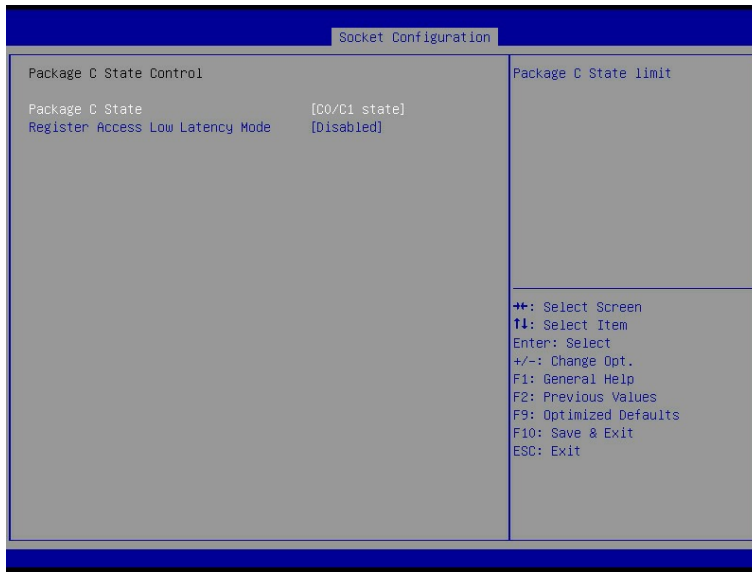 Socket Configuration
Package C State Control
Package C State [C0/C1 state]
Register Access Low Latency Mode [Disabled]
Package C State limit
→←: Select Screen
↑↓: Select Item
Enter: Select
+/-: Change Opt.
F1: General Help
F2: Previous Values
F9: Optimized Defaults
F10: Save & Exit
ESC: Exit